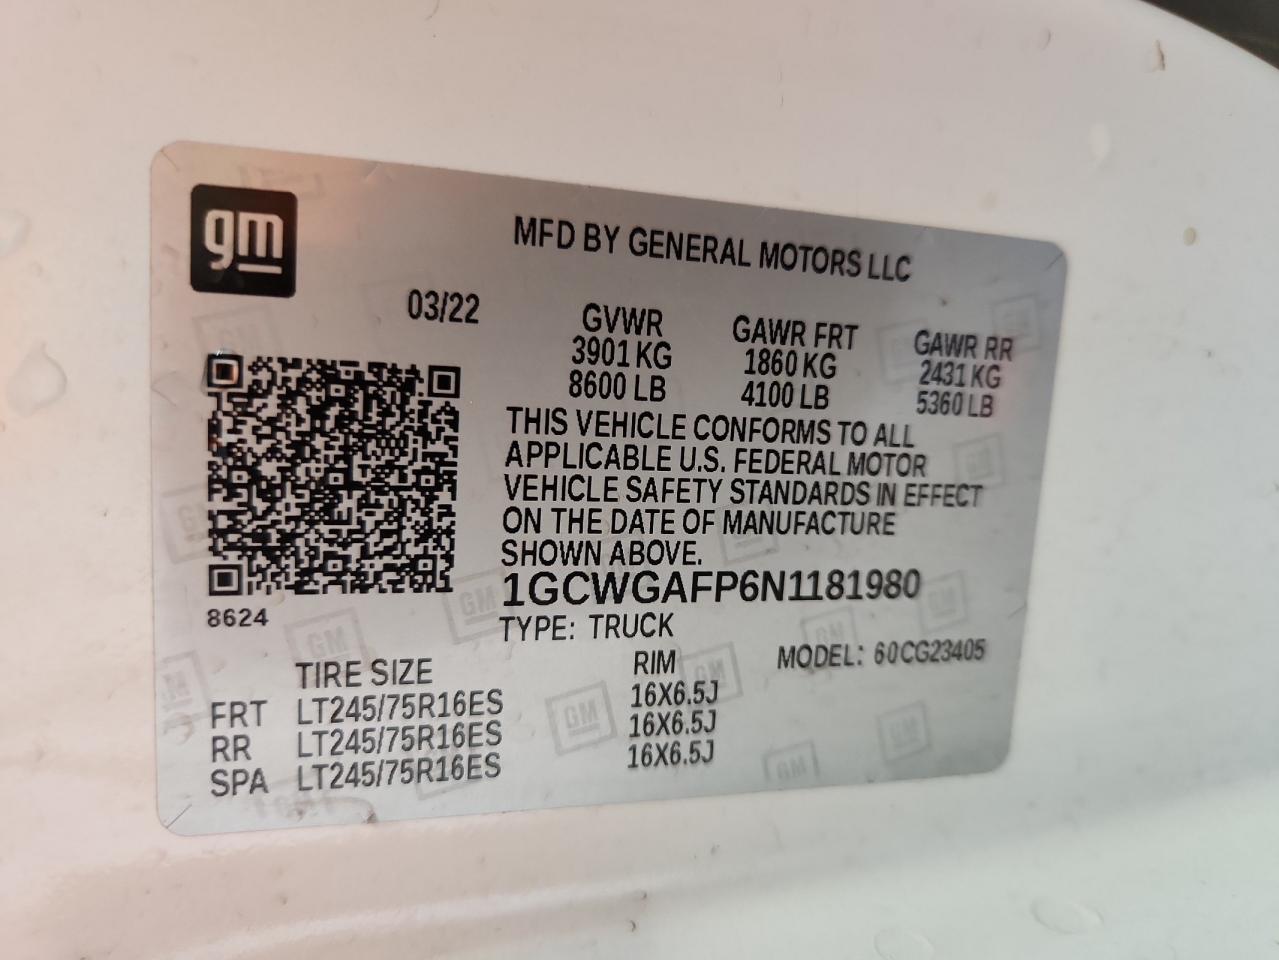 gm
MFD BY GENERAL MOTORS LLC
03/22
GVWR GAWR FRT GAWR RR
3901 KG 1860 KG 2431 KG
8600 LB 4100 LB 5360 LB
THIS VEHICLE CONFORMS TO ALL
APPLICABLE U.S. FEDERAL MOTOR
VEHICLE SAFETY STANDARDS IN EFFECT
ON THE DATE OF MANUFACTURE
SHOWN ABOVE.
1GCWGAFP6N1181980
8624
TYPE: TRUCK
MODEL: 60CG23405
TIRE SIZE RIM
FRT LT245/75R16ES 16X6.5J
RR LT245/75R16ES 16X6.5J
SPA LT245/75R16ES 16X6.5J